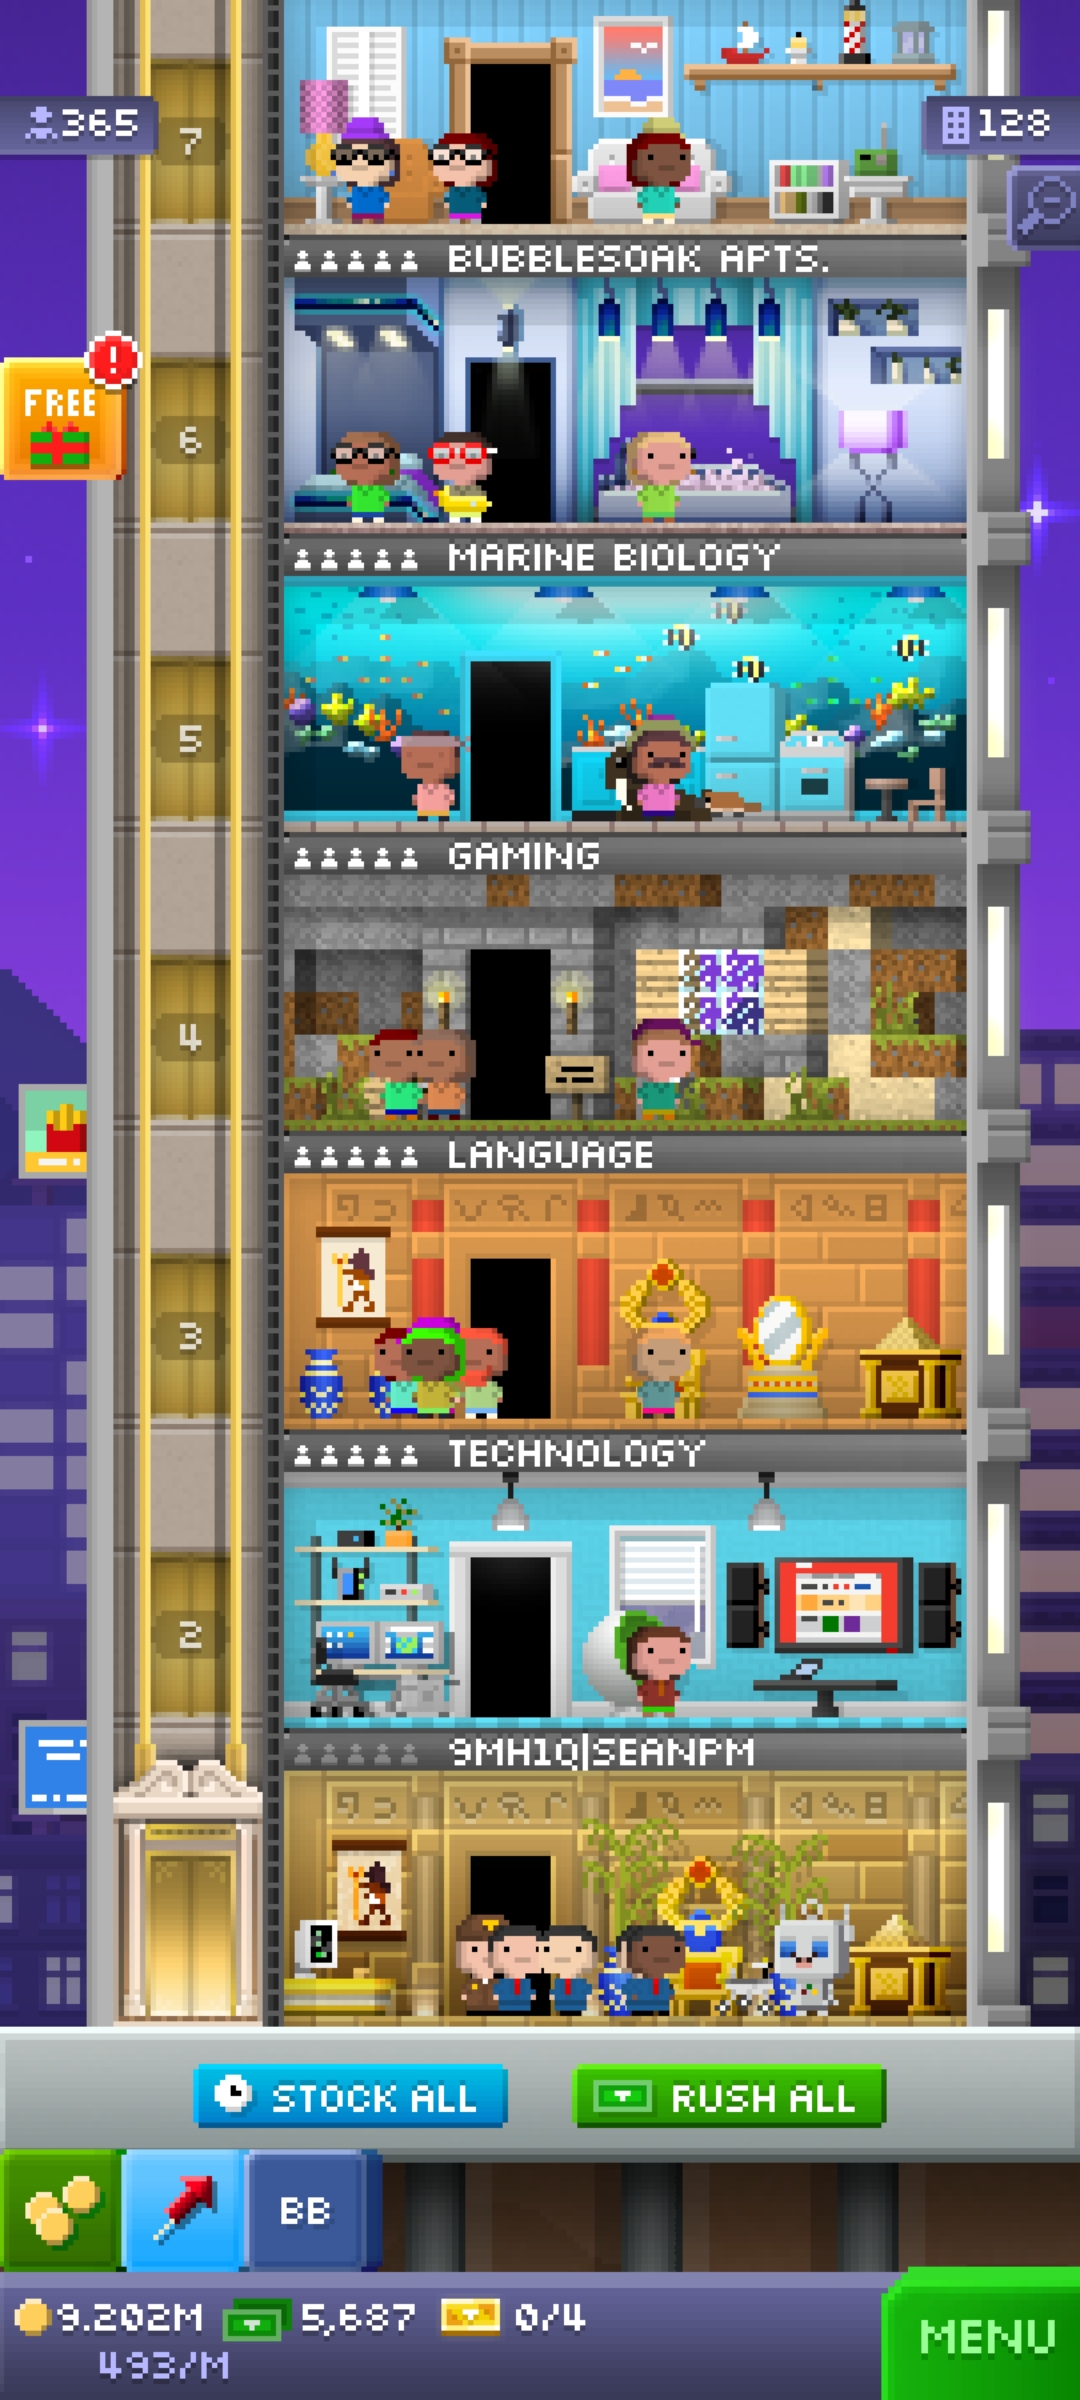 7
365
128
BUBBLESOAK APTS.
FREE
6
MARINE BIOLOGY
5
GAMING
4
LANGUAGE
3
TECHNOLOGY
2
9MH1Q|SEANPM
STOCK ALL
RUSH ALL
BB
9.202M
5,687
0/4
493/M
MENU